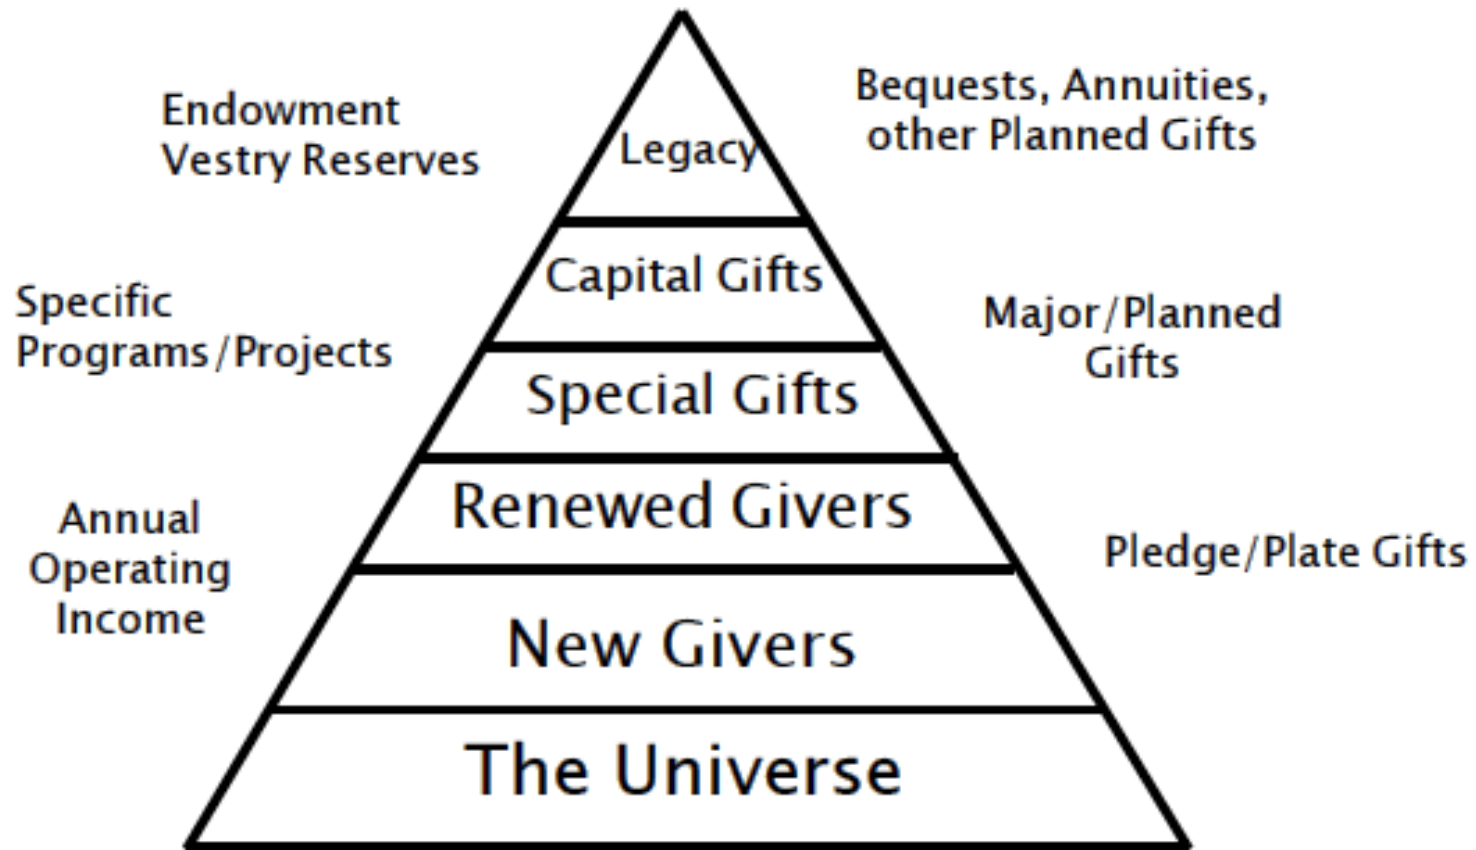 Endowment
Vestry Reserves
Bequests, Annuities,
other Planned Gifts
Legacy
Capital Gifts
Specific
Programs/Projects
Major/Planned
Gifts
Special Gifts
Renewed Givers
Annual
Operating
Income
Pledge/Plate Gifts
New Givers
The Universe